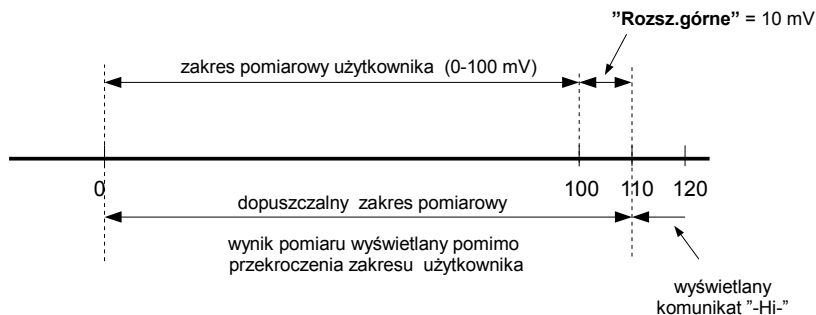 ”Rozsz.górne” = 10 mV
zakres pomiarowy użytkownika (0-100 mV)
0
100
110
120
dopuszczalny zakres pomiarowy
wynik pomiaru wyświetlany pomimo
przekroczenia zakresu użytkownika
wyświetlany
komunikat ”-Hi-”